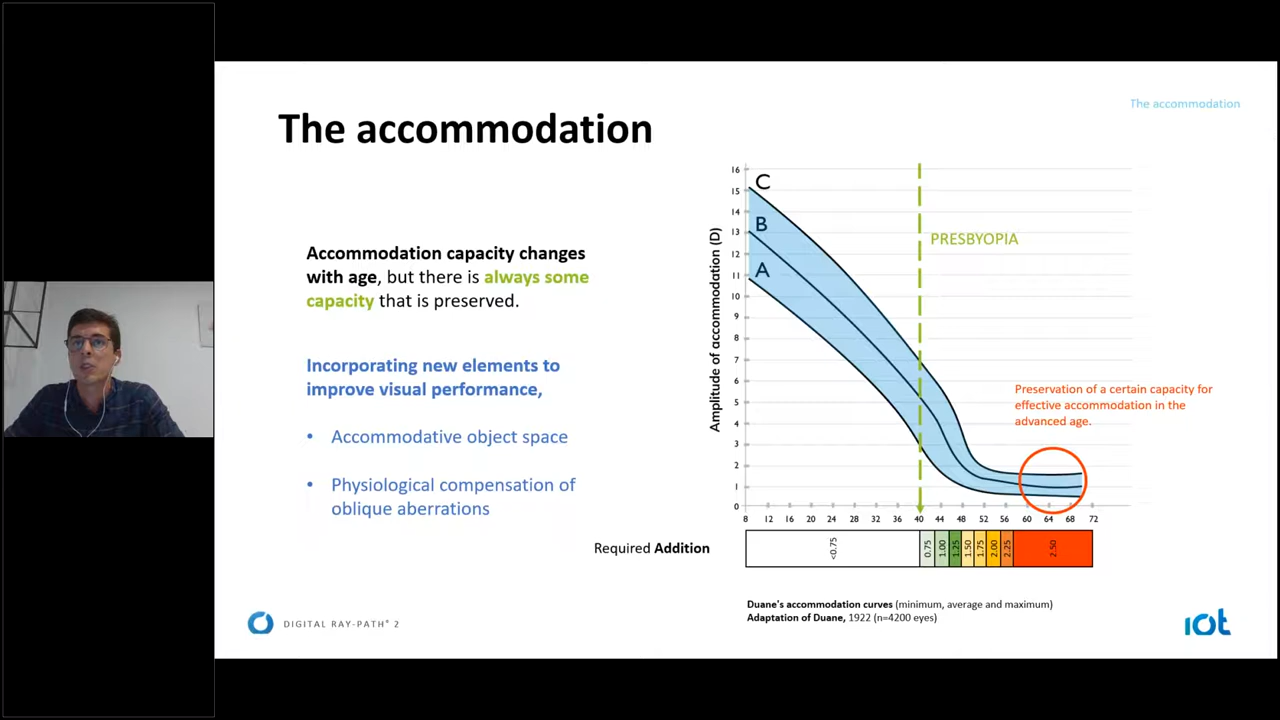 The accommodation
The accommodation
Accommodation capacity changes
with age, but there is always some
capacity that is preserved.
Incorporating new elements to
improve visual performance,
• Accommodative object space
• Physiological compensation of
oblique aberrations
Amplitude of accommodation (D)
16
15
14
13
12
11
10
9
8
7
6
5
4
3
2
1
0
C
B
A
PRESBYOPIA
Preservation of a certain capacity for
effective accommodation in the
advanced age.
8 12 16 20 24 28 32 36 40 44 48 52 56 60 64 68 72
Required Addition
<0.75 0.75 1.00 1.25 1.50 1.75 2.00 2.25 2.50
Duane's accommodation curves (minimum, average and maximum)
Adaptation of Duane, 1922 (n=4200 eyes)
DIGITAL RAY-PATH® 2
iot